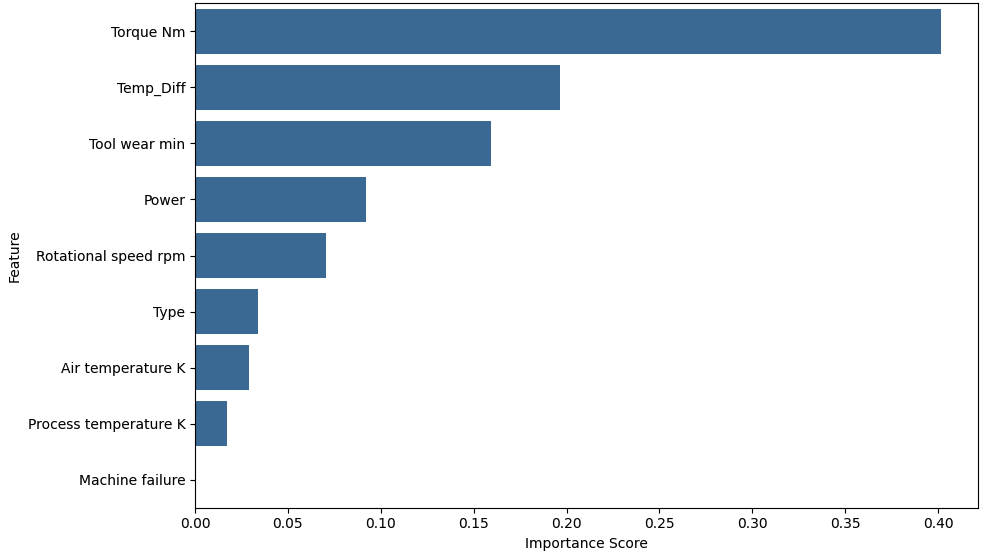 Feature
Torque Nm
Temp_Diff
Tool wear min
Power
Rotational speed rpm
Type
Air temperature K
Process temperature K
Machine failure
0.00 0.05 0.10 0.15 0.20 0.25 0.30 0.35 0.40
Importance Score